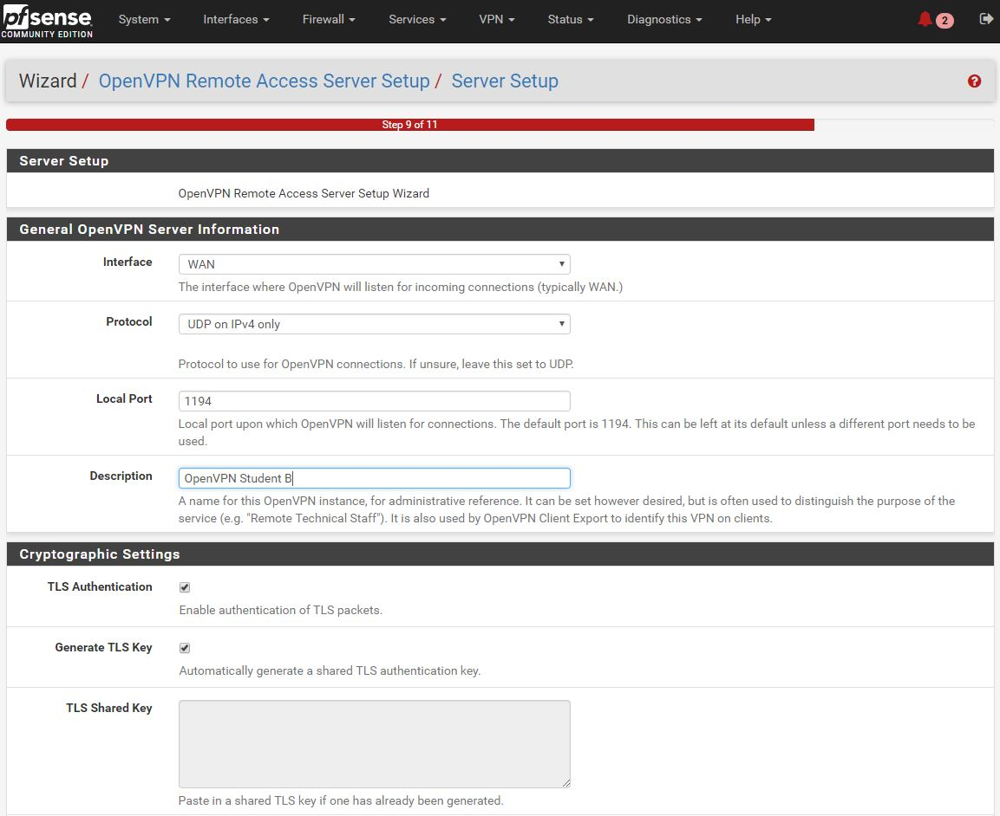 pfsense
COMMUNITY EDITION
System Interfaces Firewall Services VPN Status Diagnostics Help 2
Wizard / OpenVPN Remote Access Server Setup / Server Setup
Step 9 of 11
Server Setup
OpenVPN Remote Access Server Setup Wizard
General OpenVPN Server Information
Interface
WAN
The interface where OpenVPN will listen for incoming connections (typically WAN.)
Protocol
UDP on IPv4 only
Protocol to use for OpenVPN connections. If unsure, leave this set to UDP.
Local Port
1194
Local port upon which OpenVPN will listen for connections. The default port is 1194. This can be left at its default unless a different port needs to be
used.
Description
OpenVPN Student B
A name for this OpenVPN instance, for administrative reference. It can be set however desired, but is often used to distinguish the purpose of the
service (e.g. "Remote Technical Staff"). It is also used by OpenVPN Client Export to identify this VPN on clients.
Cryptographic Settings
TLS Authentication
Enable authentication of TLS packets.
Generate TLS Key
Automatically generate a shared TLS authentication key.
TLS Shared Key
Paste in a shared TLS key if one has already been generated.